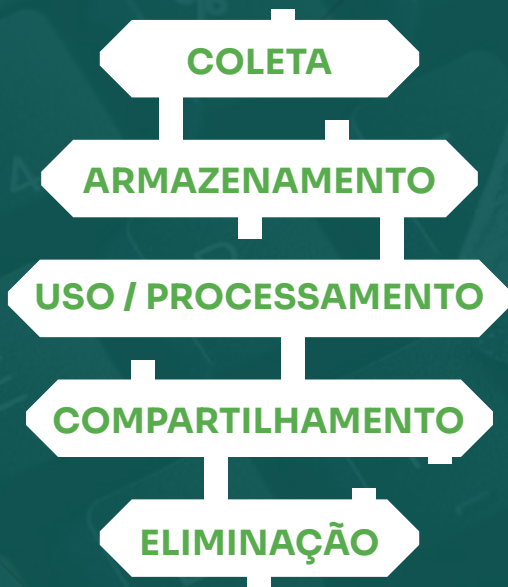 COLETA
ARMAZENAMENTO
USO / PROCESSAMENTO
COMPARTILHAMENTO
ELIMINAÇÃO